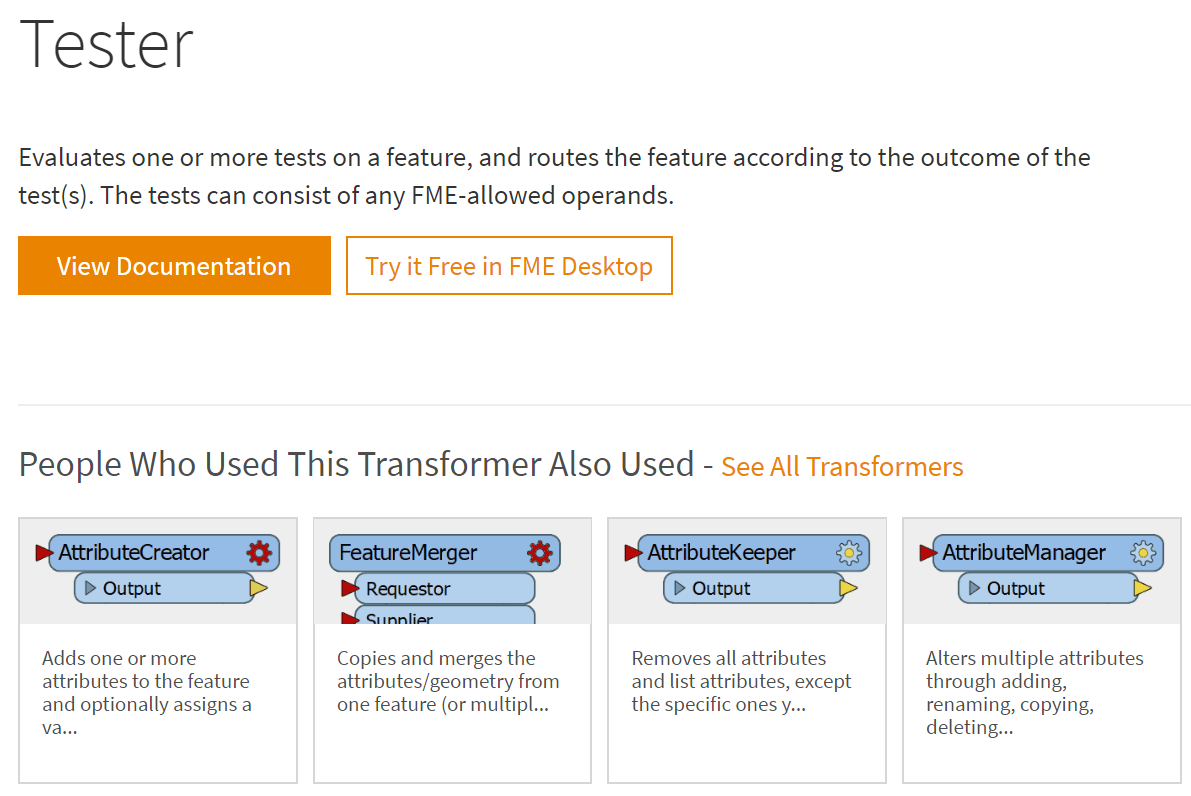 Tester
Evaluates one or more tests on a feature, and routes the feature according to the outcome of the
test(s). The tests can consist of any FME-allowed operands.
View Documentation
Try it Free in FME Desktop
People Who Used This Transformer Also Used - See All Transformers
AttributeCreator
Output
Adds one or more
attributes to the feature
and optionally assigns a
va...
FeatureMerger
Requestor
Supplier
Copies and merges the
attributes/geometry from
one feature (or multipl...
AttributeKeeper
Output
Removes all attributes
and list attributes, except
the specific ones y...
AttributeManager
Output
Alters multiple attributes
through adding,
renaming, copying,
deleting...